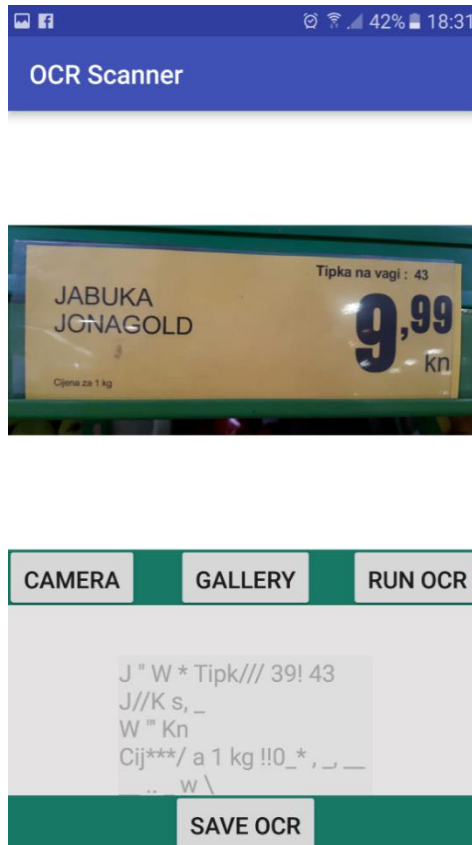 42% 18:31
OCR Scanner
Tipka na vagi : 43
JABUKA
JONAGOLD
9,99
kn
Cijena za 1 kg
CAMERA GALLERY RUN OCR
J " W * Tipk/// 39! 43
J//K s, _
W "' Kn
Cij***/ a 1 kg !!0_* , _, __
__ .. _ w \
SAVE OCR